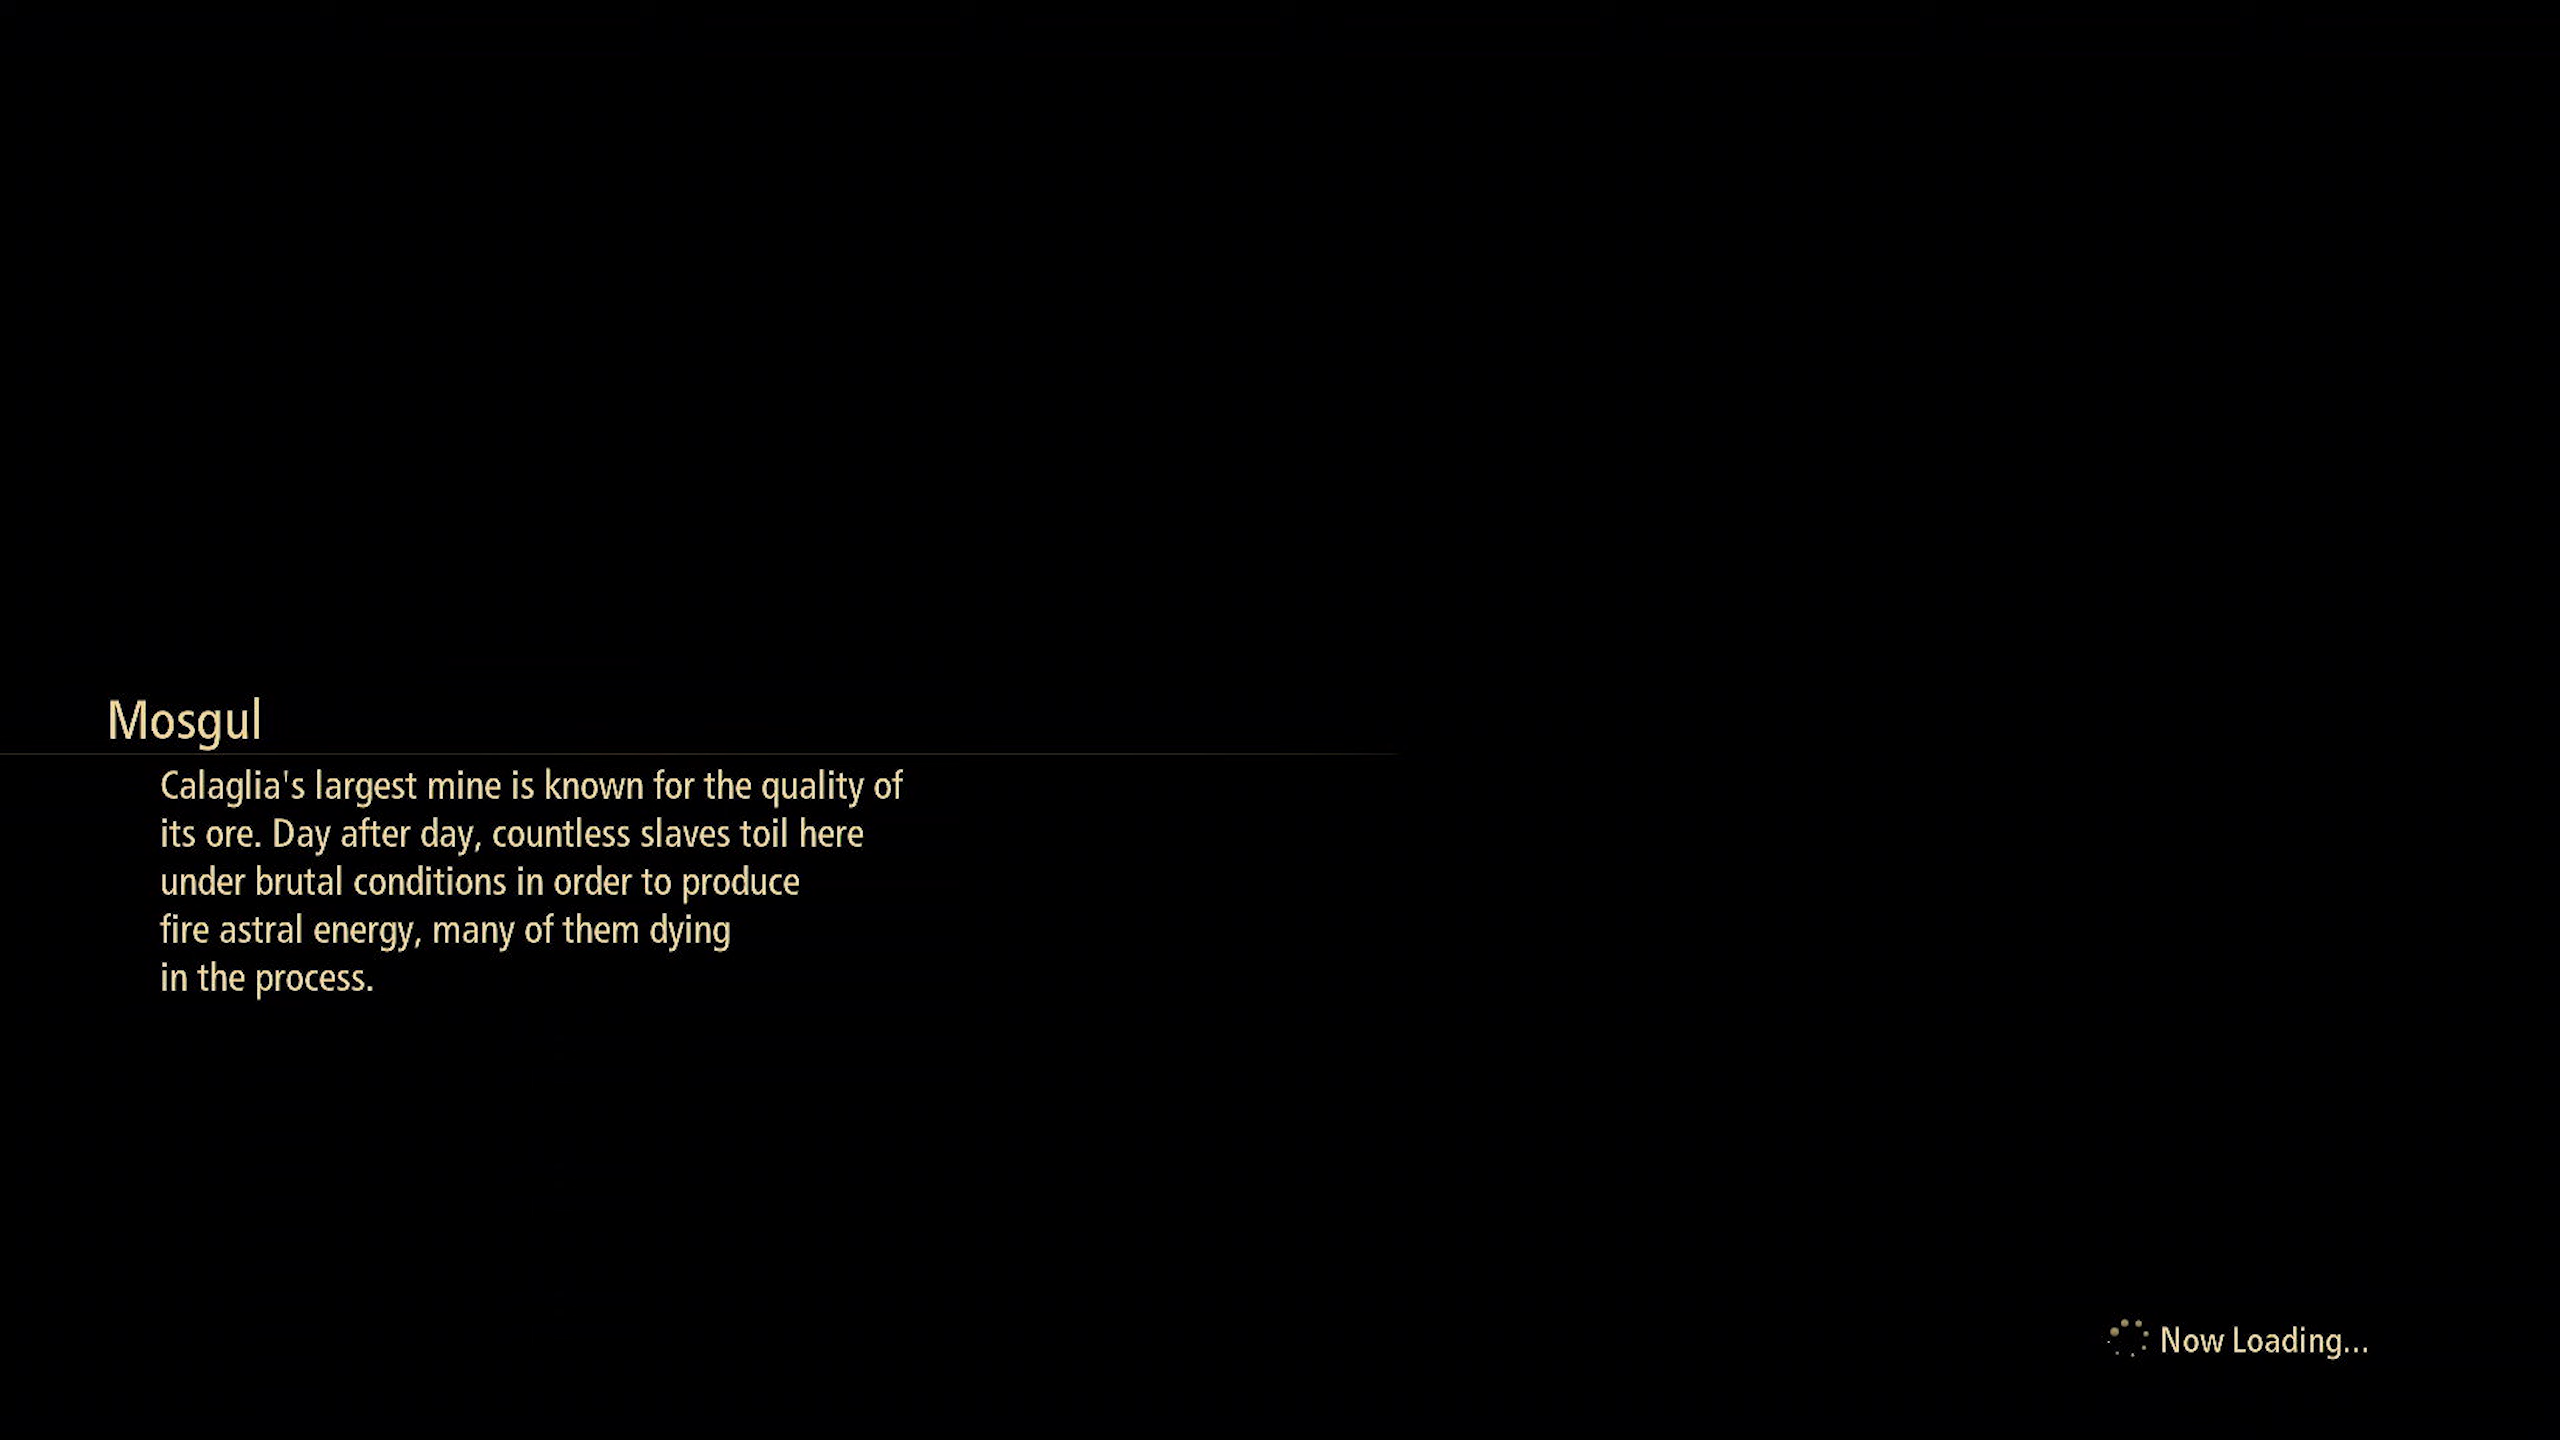 Mosgul
Calaglia's largest mine is known for the quality of
its ore. Day after day, countless slaves toil here
under brutal conditions in order to produce
fire astral energy, many of them dying
in the process.
Now Loading...